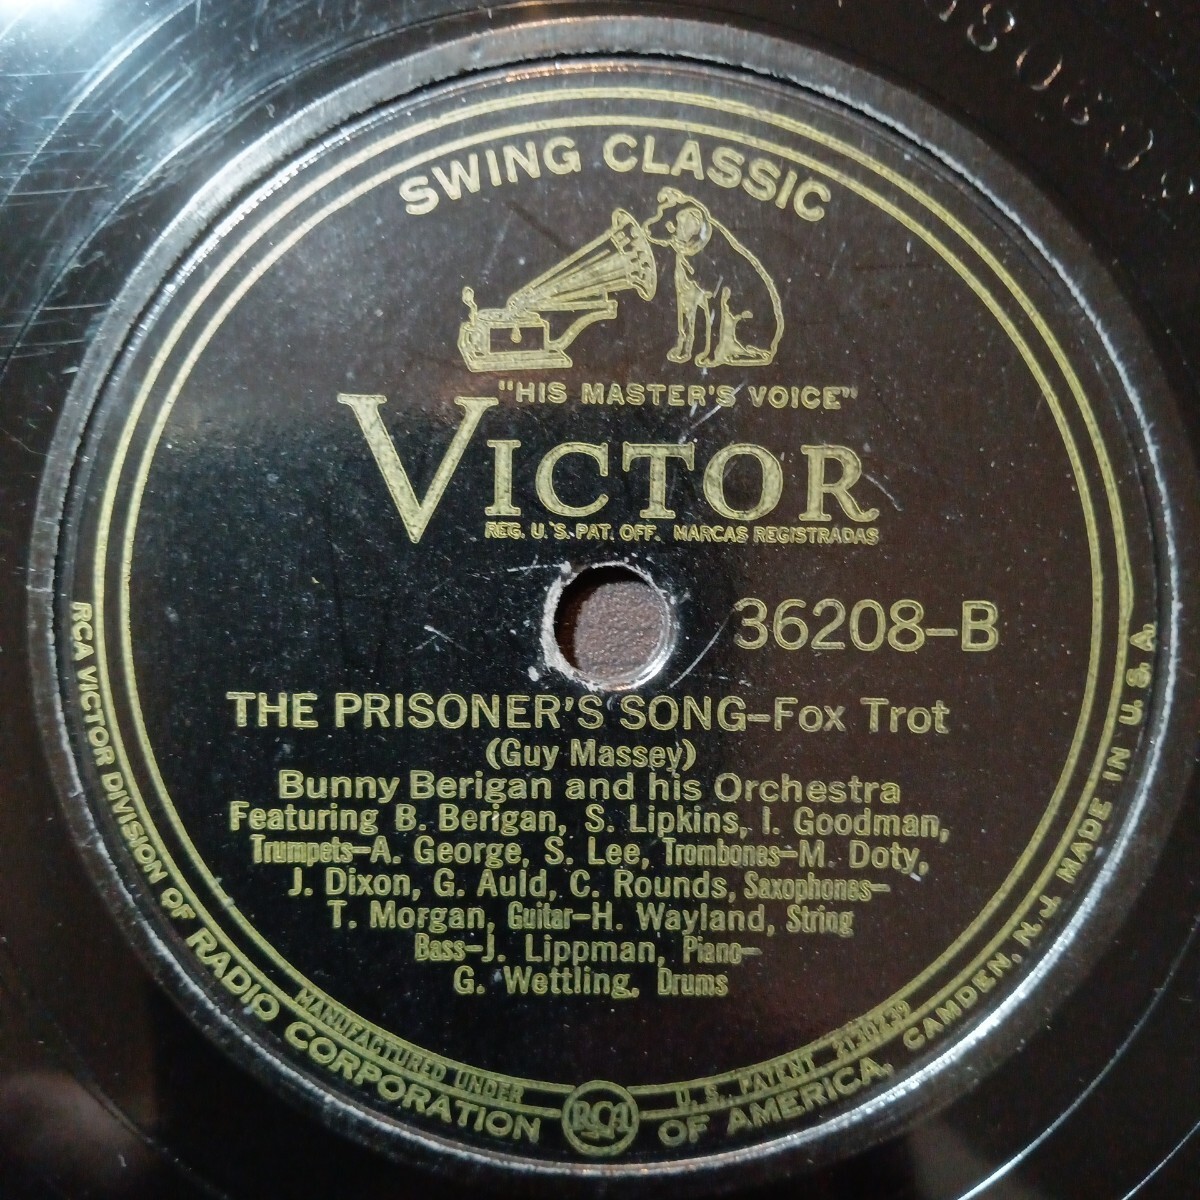 SWING CLASSIC
"HIS MASTER'S VOICE"
VICTOR
REG. U.S. PAT. OFF. MARCAS REGISTRADAS
36208-B
THE PRISONER'S SONG-Fox Trot
(Guy Massey)
Bunny Berigan and his Orchestra
Featuring B. Berigan, S. Lipkins, I. Goodman,
Trumpets-A. George, S. Lee, Trombones-M. Doty,
J. Dixon, G. Auld, C. Rounds, Saxophones-
T. Morgan, Guitar-H. Wayland, String
Bass-J. Lippman, Piano-
G. Wettling, Drums
MANUFACTURED UNDER U.S. PATENT 2130239
RCA
RCA VICTOR DIVISION OF RADIO CORPORATION OF AMERICA, CAMDEN, N.J. MADE IN U.S.A.